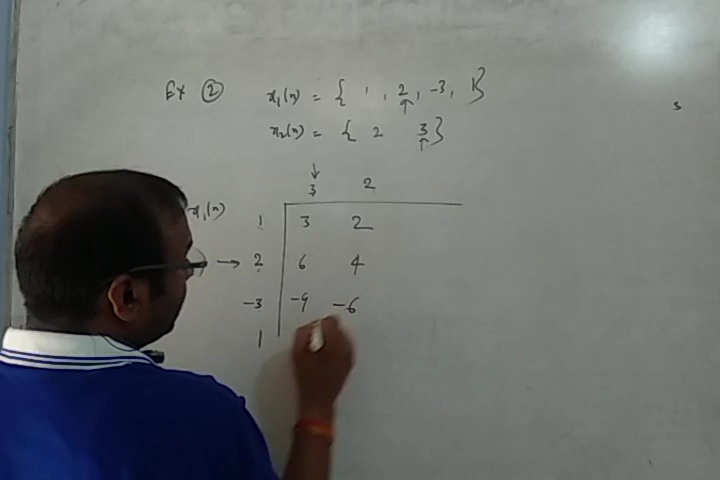 Ex ② x₁(n) = { 1 , 2 , -3 , 1 }
↑
x₂(n) = { 2 3 }
↑
↓
3 2
x₁(n)
1 3 2
→ 2 6 4
-3 -9 -6
1
s